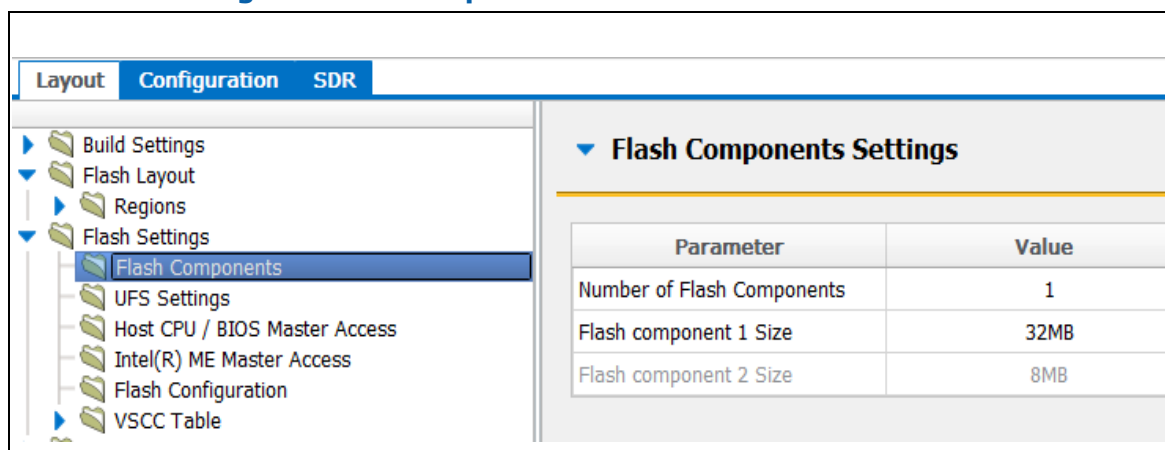 Layout Configuration SDR
Build Settings
Flash Layout
Regions
Flash Settings
Flash Components
UFS Settings
Host CPU / BIOS Master Access
Intel(R) ME Master Access
Flash Configuration
VSCC Table
Flash Components Settings
Parameter Value
Number of Flash Components 1
Flash component 1 Size 32MB
Flash component 2 Size 8MB